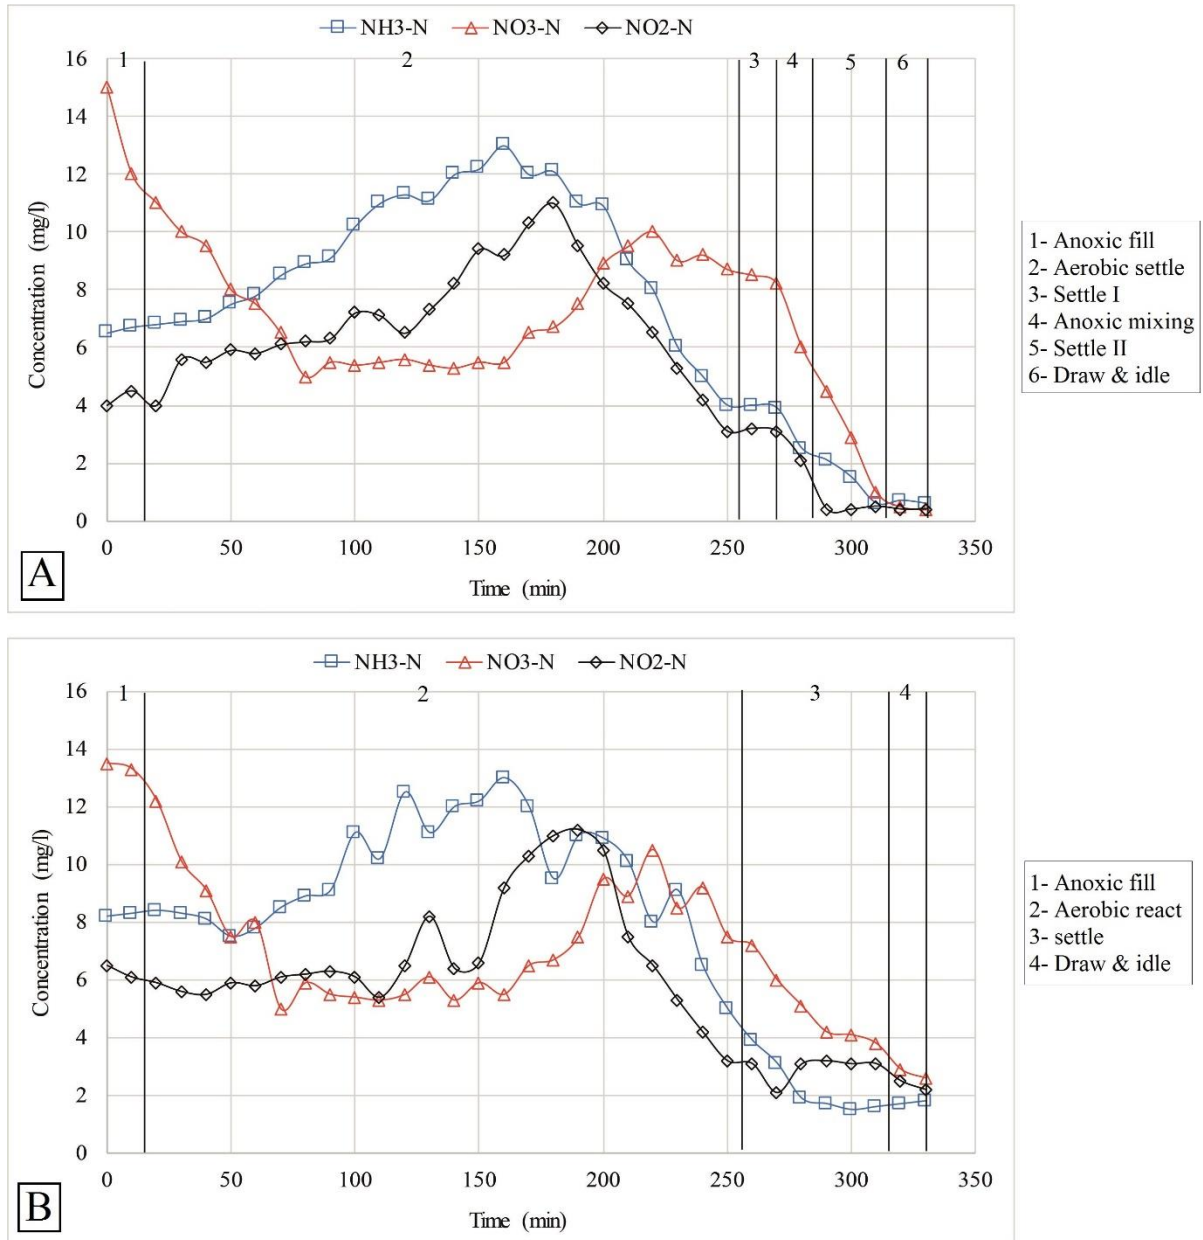 NH3-N NO3-N NO2-N
1 2 3 4 5 6
16
14
12
10
8
6
4
2
0
Concentration (mg/l)
0 50 100 150 200 250 300 350
Time (min)
A
1- Anoxic fill
2- Aerobic settle
3- Settle I
4- Anoxic mixing
5- Settle II
6- Draw & idle
NH3-N NO3-N NO2-N
1 2 3 4
16
14
12
10
8
6
4
2
0
Concentration (mg/l)
0 50 100 150 200 250 300 350
Time (min)
B
1- Anoxic fill
2- Aerobic react
3- settle
4- Draw & idle